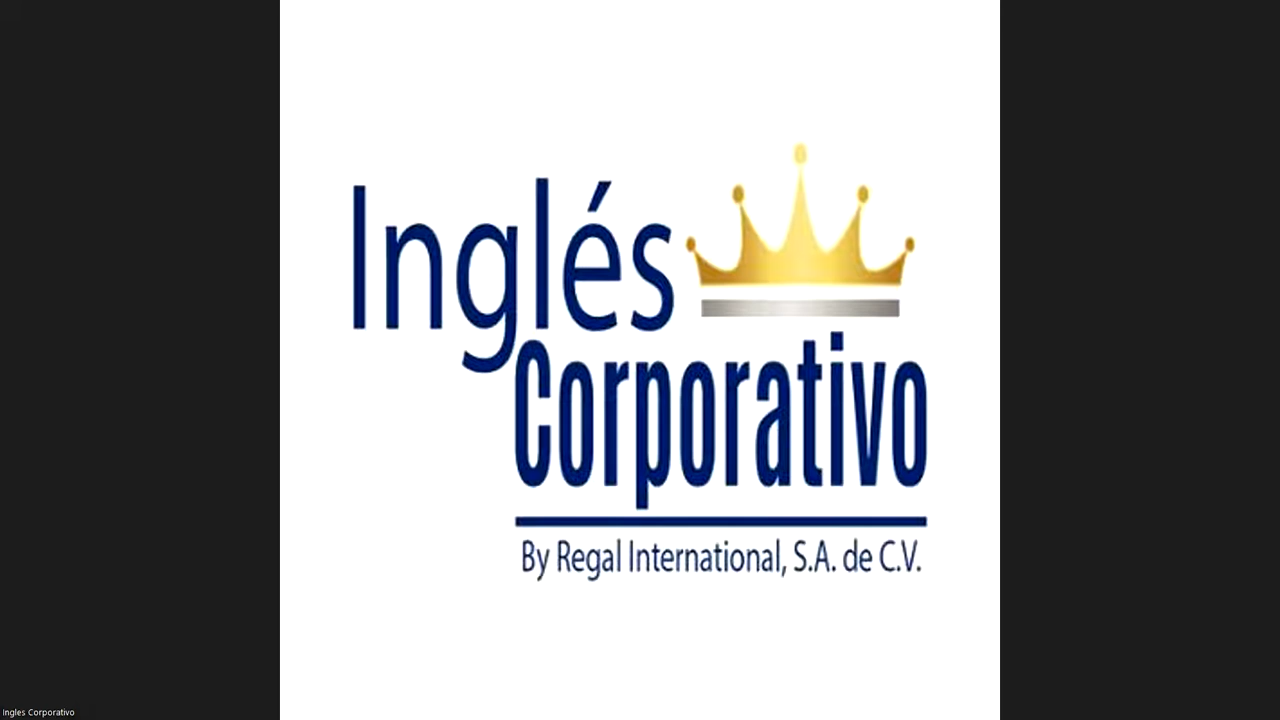 Inglés
Corporativo
By Regal International, S.A. de C.V.
Ingles Corporativo